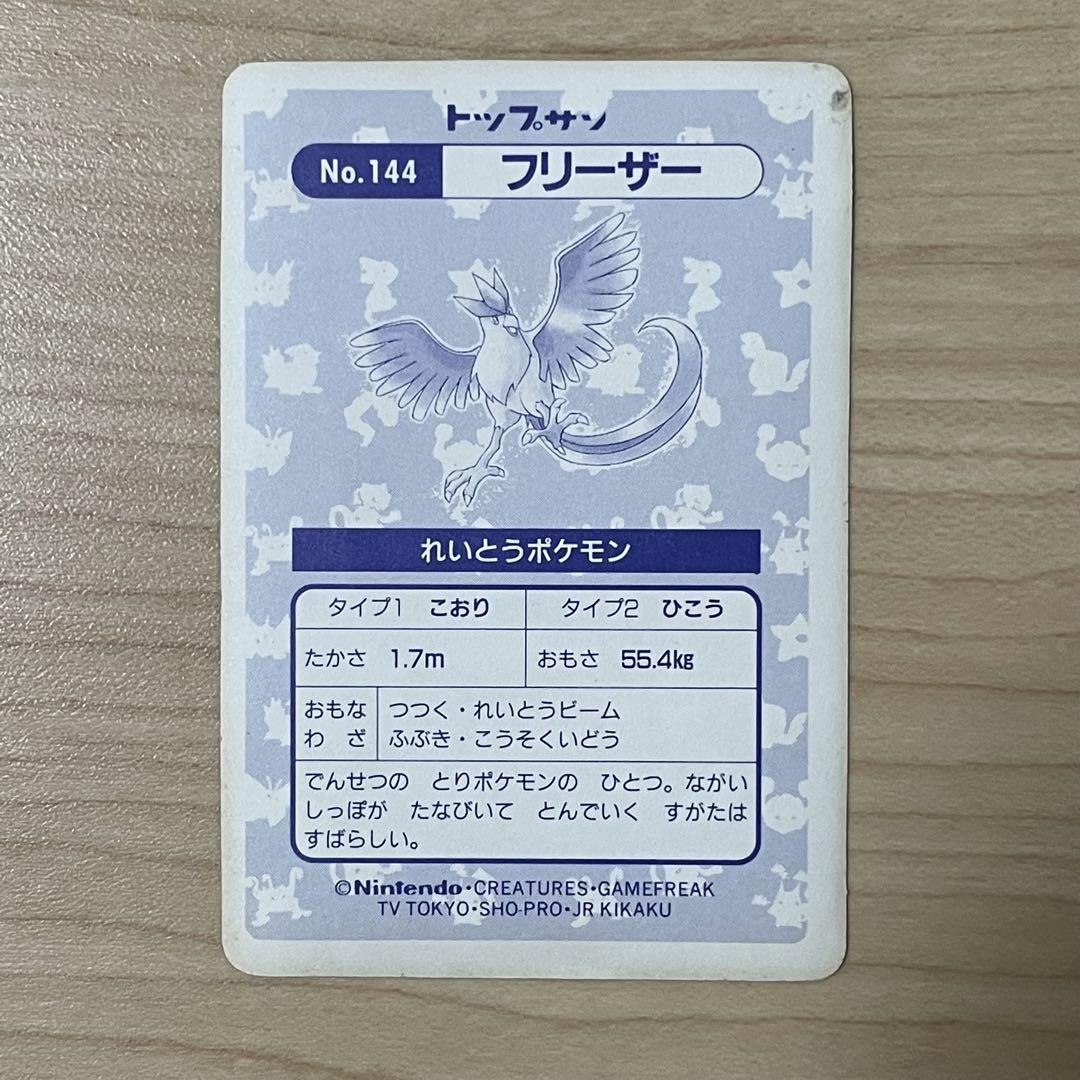 トップサン
No.144 フリーザー
れいとうポケモン
タイプ1 こおり タイプ2 ひこう
たかさ 1.7m おもさ 55.4kg
おもな つつく・れいとうビーム
わ ざ ふぶき・こうそくいどう
でんせつの とりポケモンの ひとつ。ながい
しっぽが たなびいて とんでいく すがたは
すばらしい。
©Nintendo・CREATURES・GAMEFREAK
TV TOKYO・SHO-PRO・JR KIKAKU